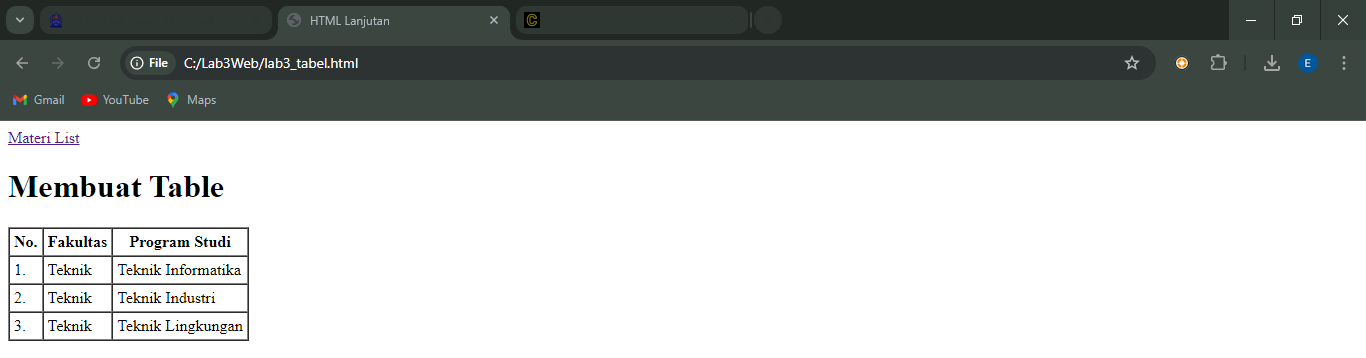 HTML Lanjutan
File C:/Lab3Web/lab3_tabel.html
E
Gmail YouTube Maps
Materi List
Membuat Table
No. Fakultas Program Studi
1. Teknik Teknik Informatika
2. Teknik Teknik Industri
3. Teknik Teknik Lingkungan